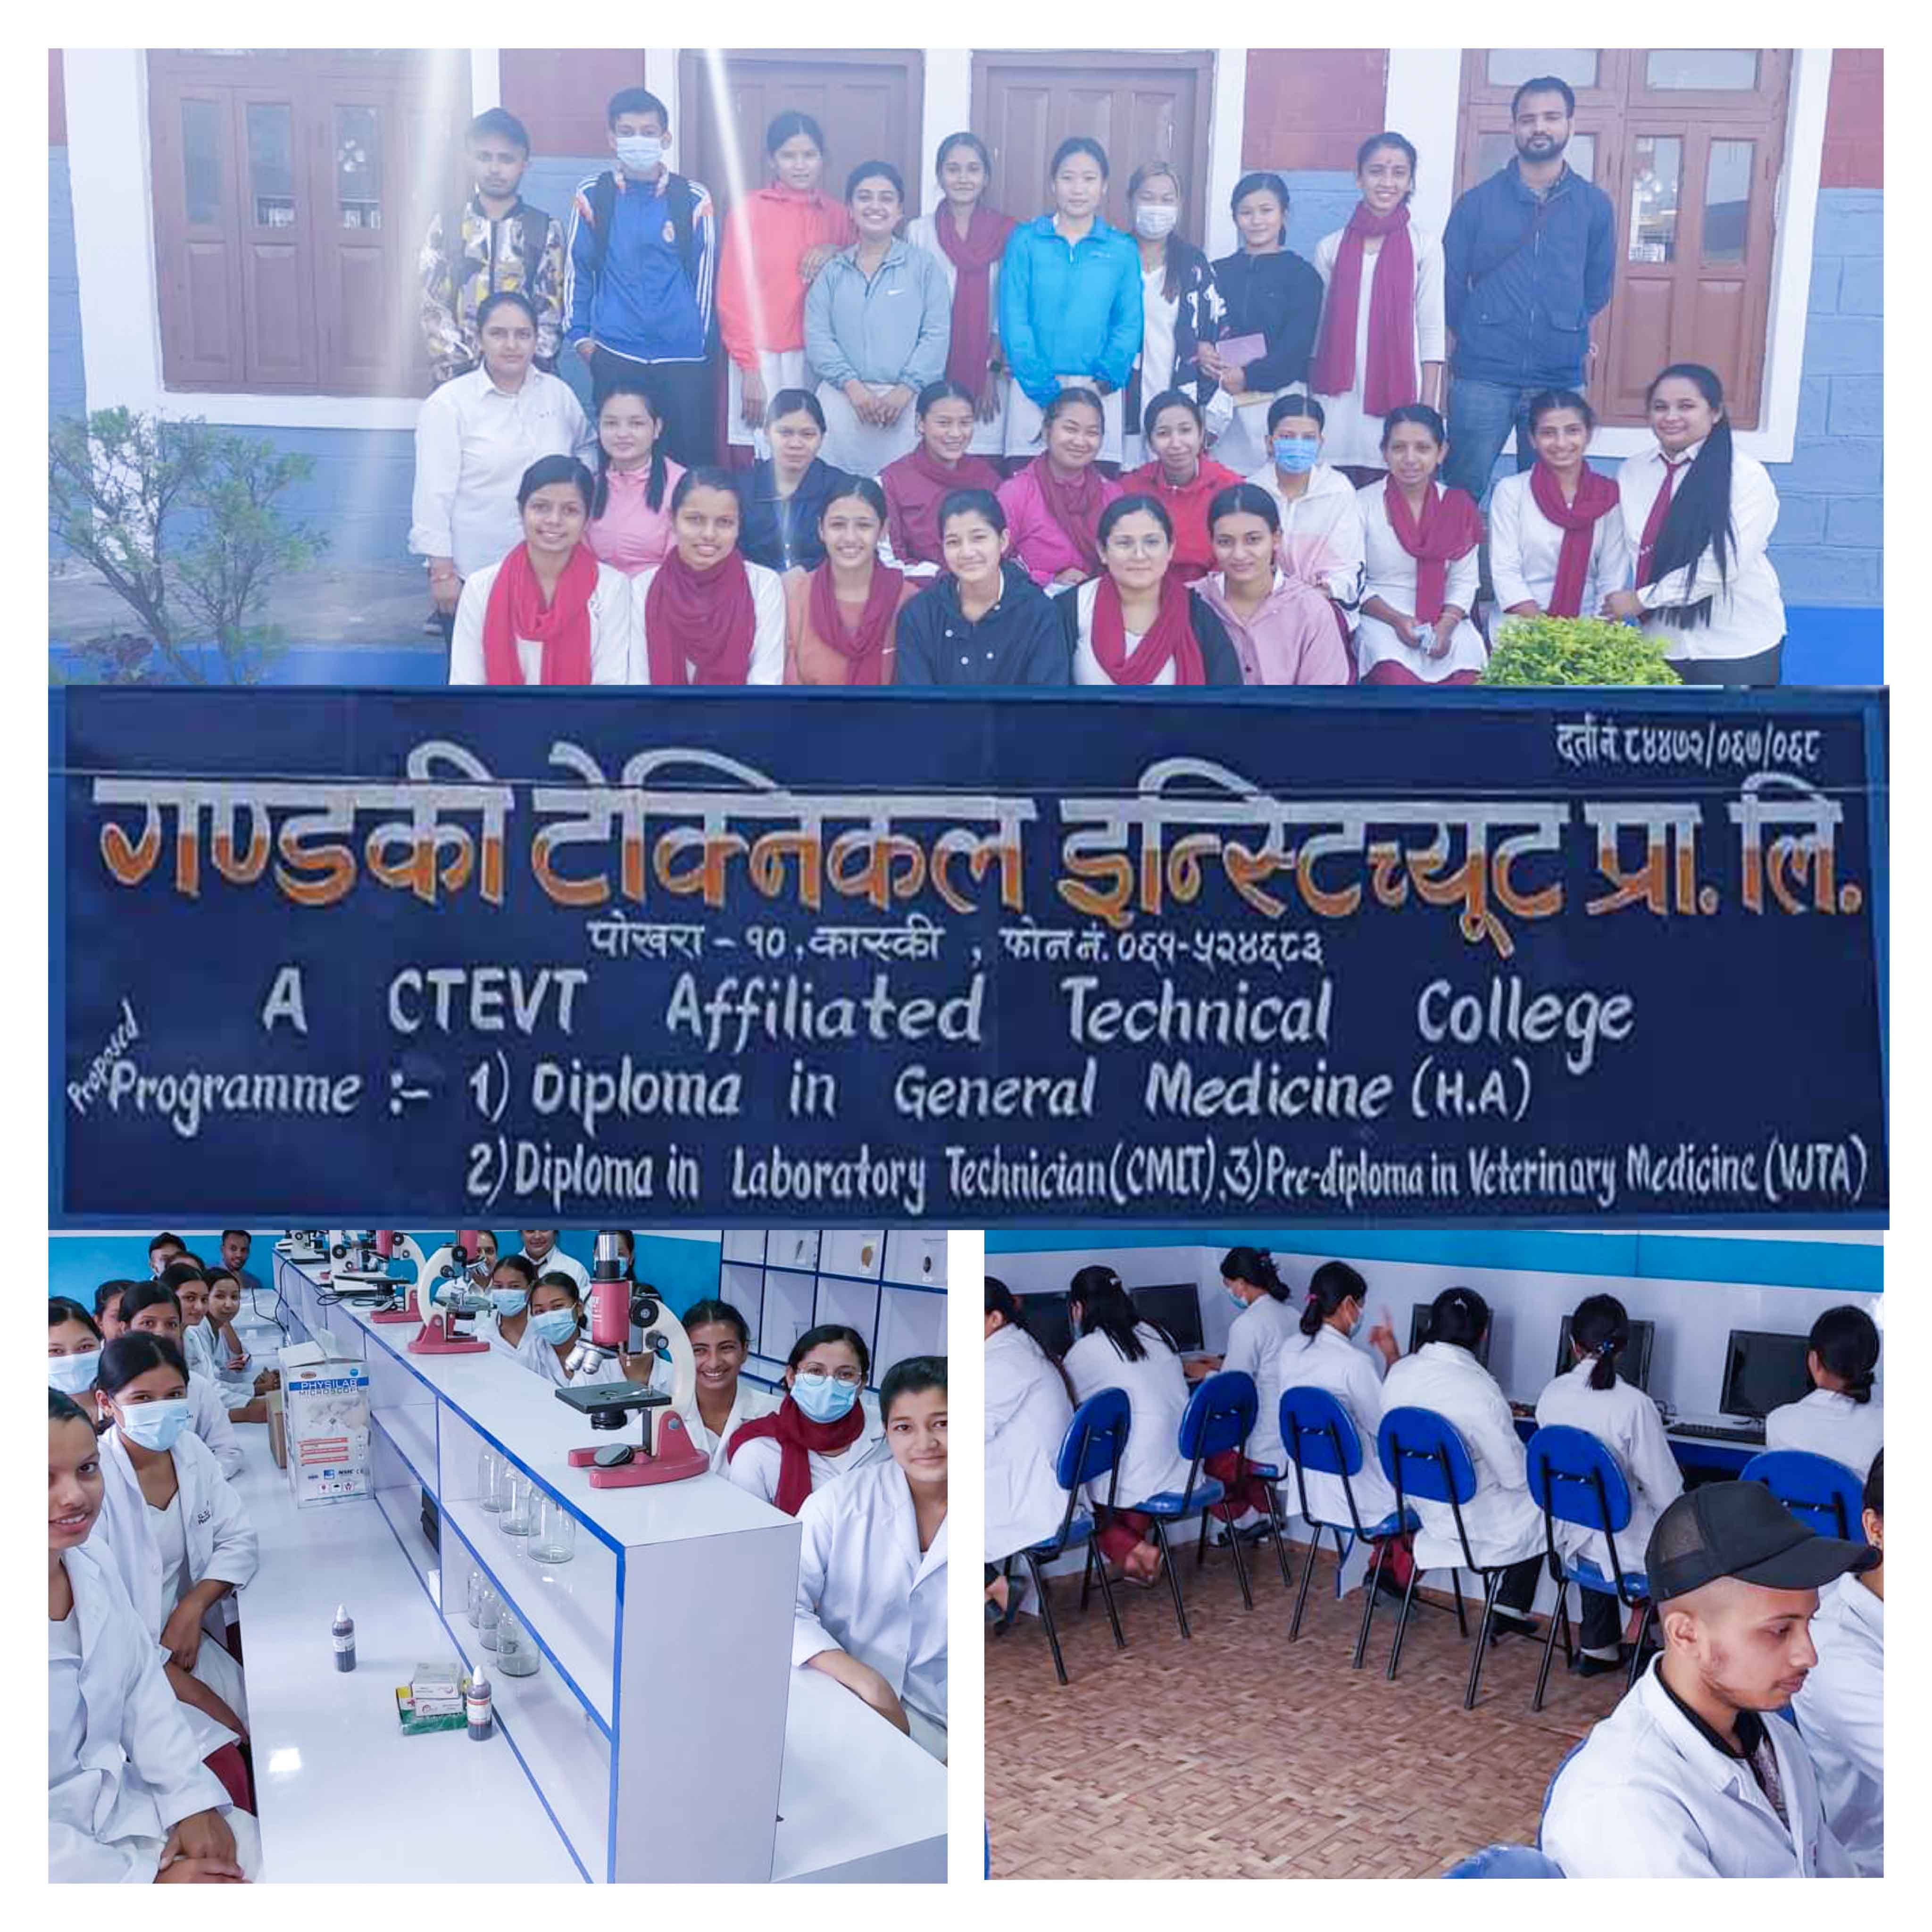 दर्ता नं. ८४४७२/०६७/०६८
गण्डकी टेक्निकल इन्स्टिच्यूट प्रा. लि.
पोखरा - १० , कास्की , फोन नं. ०६१-५२४६८३
A CTEVT Affiliated Technical College
Proposed
Programme :- 1) Diploma in General Medicine (H.A)
2) Diploma in Laboratory Technician (CMLT), 3) Pre-diploma in Veterinary Medicine (VJTA)
PHYSILAB
MICROSCOPE